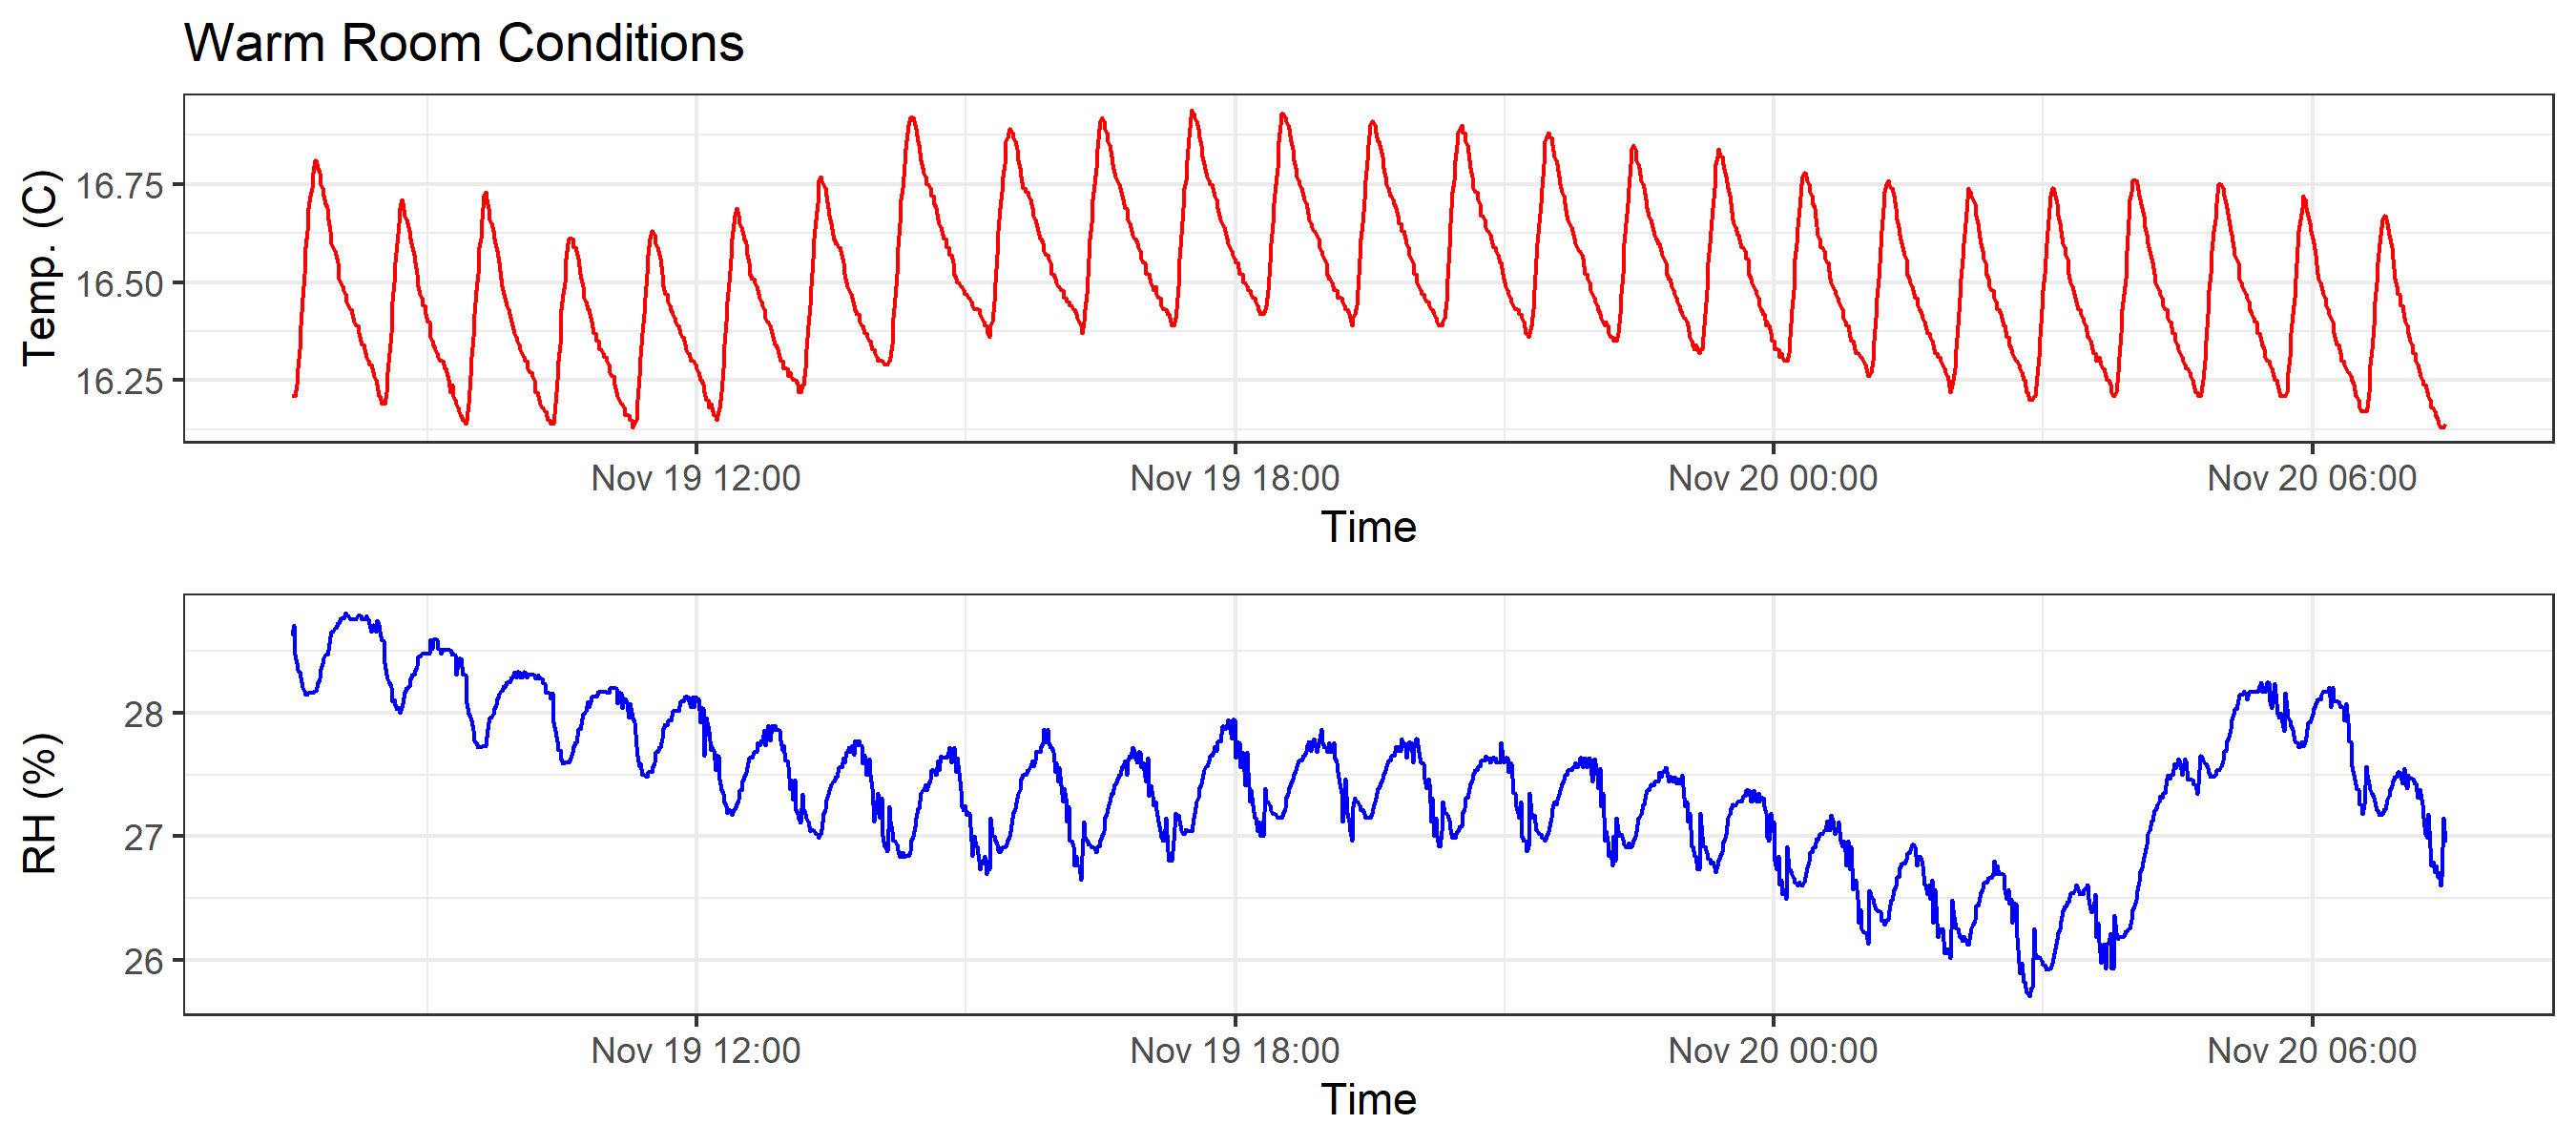 Warm Room Conditions
Temp. (C)
16.75
16.50
16.25
Nov 19 12:00 Nov 19 18:00 Nov 20 00:00 Nov 20 06:00
Time
RH (%)
28
27
26
Nov 19 12:00 Nov 19 18:00 Nov 20 00:00 Nov 20 06:00
Time